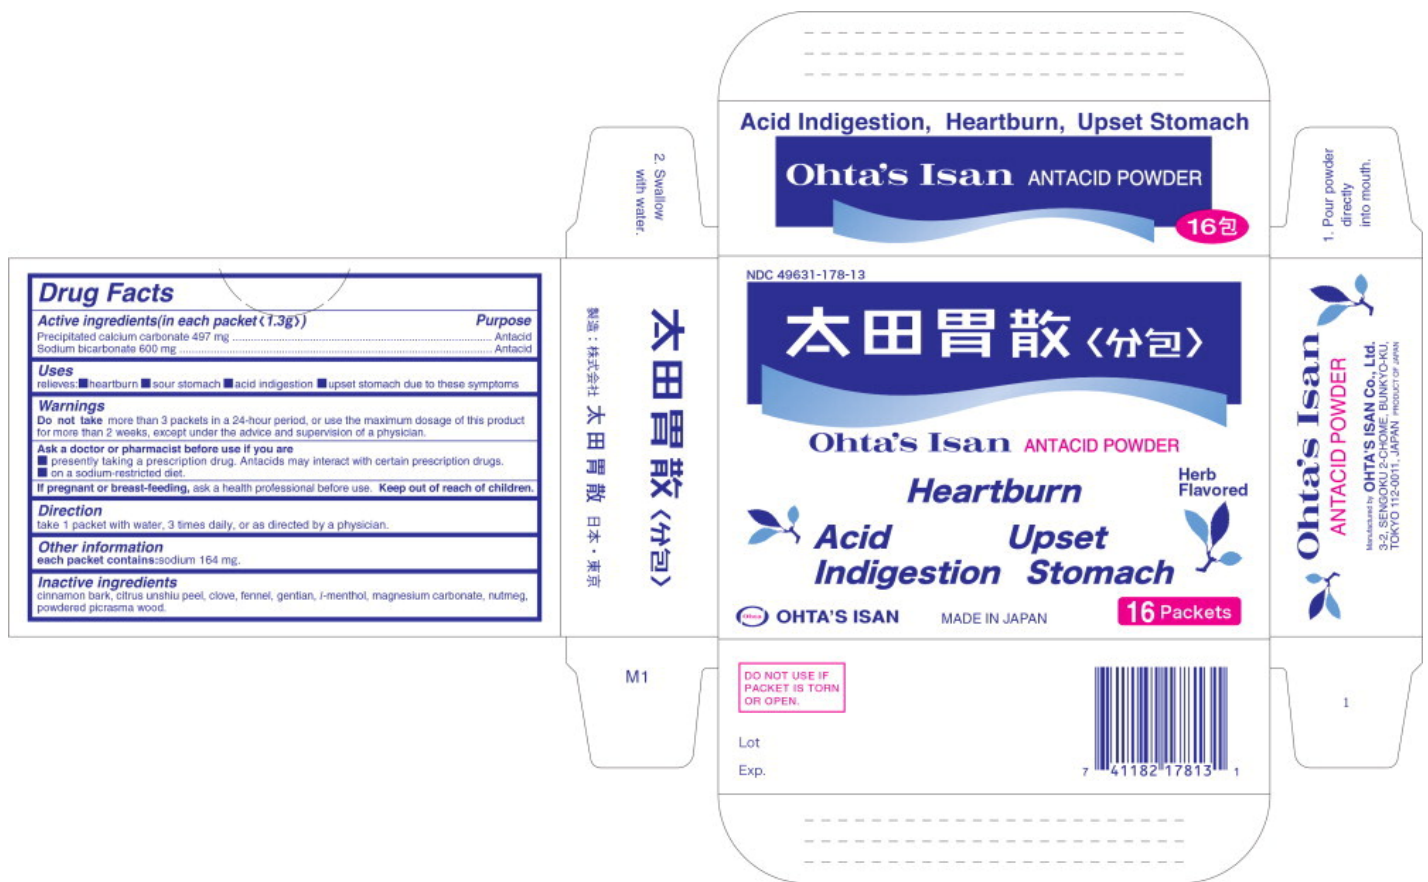 Acid Indigestion, Heartburn, Upset Stomach
Ohta's Isan ANTACID POWDER
16包
2. Swallow
with water.
1. Pour powder
directly
into mouth.
Drug Facts
Active ingredients(in each packet〈1.3g〉) Purpose
Precipitated calcium carbonate 497 mg Antacid
Sodium bicarbonate 600 mg Antacid
Uses
relieves:■heartburn ■sour stomach ■acid indigestion ■upset stomach due to these symptoms
Warnings
Do not take more than 3 packets in a 24-hour period, or use the maximum dosage of this product
for more than 2 weeks, except under the advice and supervision of a physician.
Ask a doctor or pharmacist before use if you are
■ presently taking a prescription drug. Antacids may interact with certain prescription drugs.
■ on a sodium-restricted diet.
If pregnant or breast-feeding, ask a health professional before use. Keep out of reach of children.
Direction
take 1 packet with water, 3 times daily, or as directed by a physician.
Other information
each packet contains:sodium 164 mg.
Inactive ingredients
cinnamon bark, citrus unshiu peel, clove, fennel, gentian, l-menthol, magnesium carbonate, nutmeg,
powdered picrasma wood.
太田胃散〈分包〉
製造：株式会社 太田胃散 日本・東京
NDC 49631-178-13
太田胃散〈分包〉
Ohta's Isan ANTACID POWDER
Heartburn
Herb
Flavored
Acid
Indigestion
Upset
Stomach
Ohta's
OHTA'S ISAN
MADE IN JAPAN
16 Packets
Ohta's Isan
ANTACID POWDER
Manufactured by OHTA'S ISAN Co., Ltd.
3-2, SENGOKU 2-CHOME, BUNKYO-KU,
TOKYO 112-0011, JAPAN PRODUCT OF JAPAN
M1
DO NOT USE IF
PACKET IS TORN
OR OPEN.
Lot
Exp.
7 41182 17813 1
1